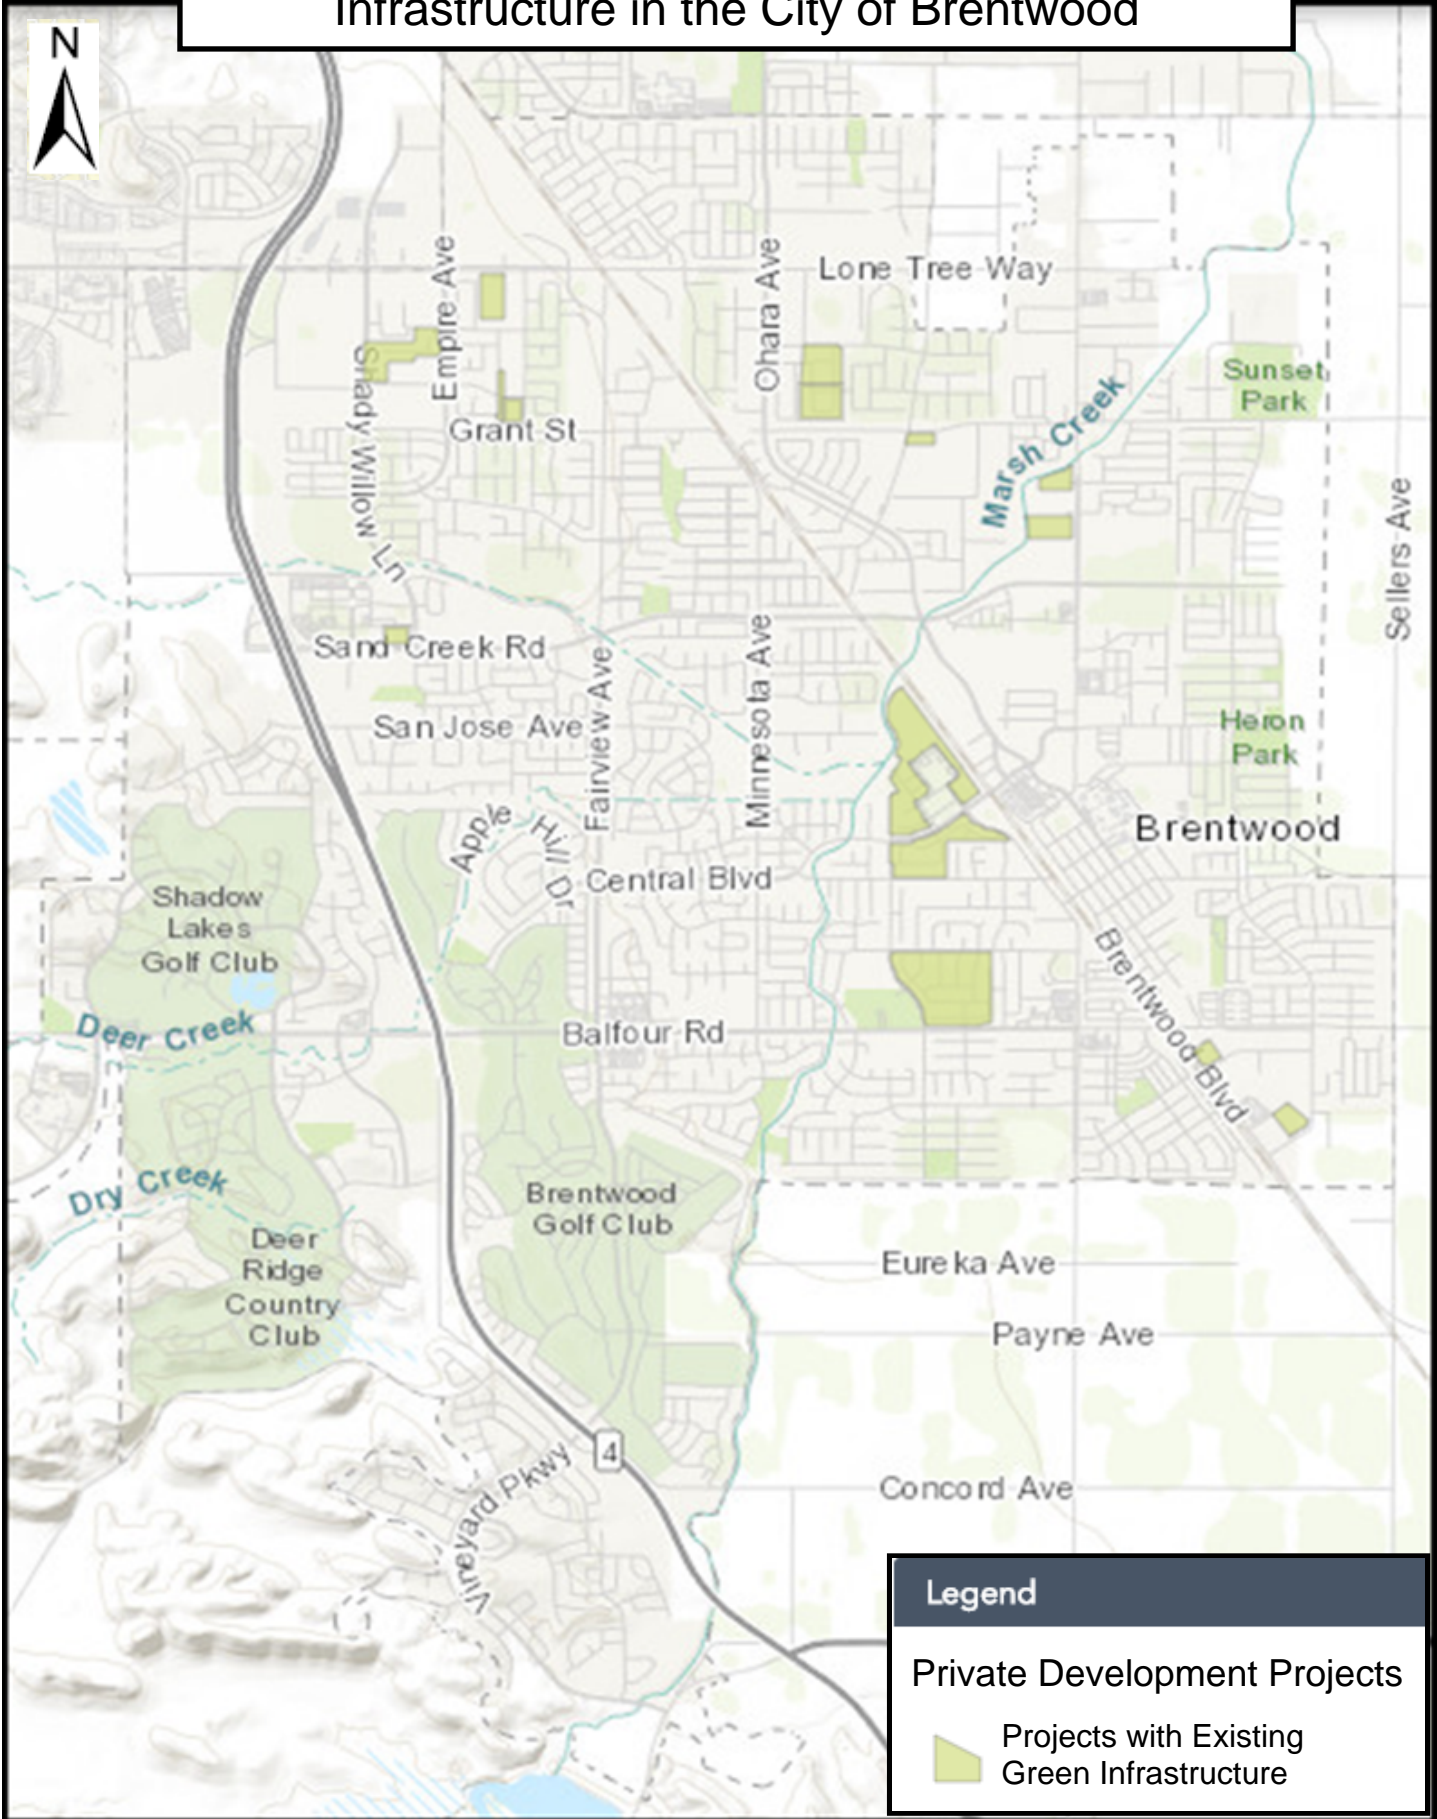 Infrastructure in the City of Brentwood
N
Lone Tree Way
Empire Ave
Ohara Ave
Shady Willow Ln
Grant St
Sunset
Park
Marsh Creek
Sellers Ave
Sand Creek Rd
Fairview Ave
Minnesota Ave
San Jose Ave
Heron
Park
Brentwood
Apple Hill Dr
Central Blvd
Shadow
Lakes
Golf Club
Brentwood Blvd
Deer Creek
Balfour Rd
Dry Creek
Brentwood
Golf Club
Deer
Ridge
Country
Club
Eureka Ave
Payne Ave
4
Vineyard Pkwy
Concord Ave
Legend
Private Development Projects
Projects with Existing
Green Infrastructure